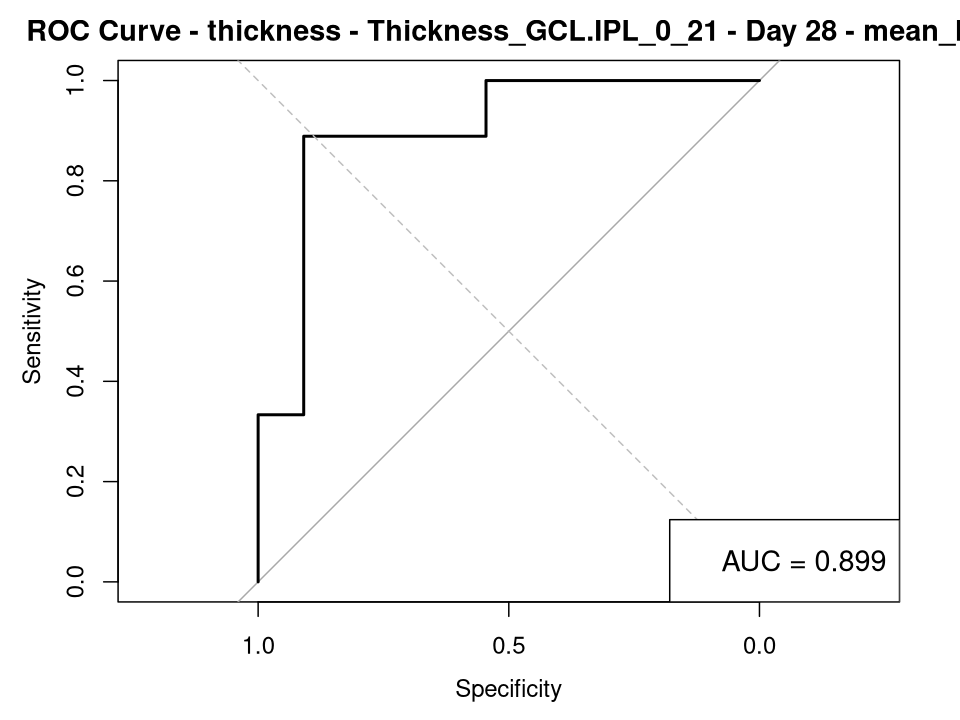 ROC Curve - thickness - Thickness_GCL.IPL_0_21 - Day 28 - mean_
Sensitivity
1.0
0.8
0.6
0.4
0.2
0.0
AUC = 0.899
1.0 0.5 0.0
Specificity